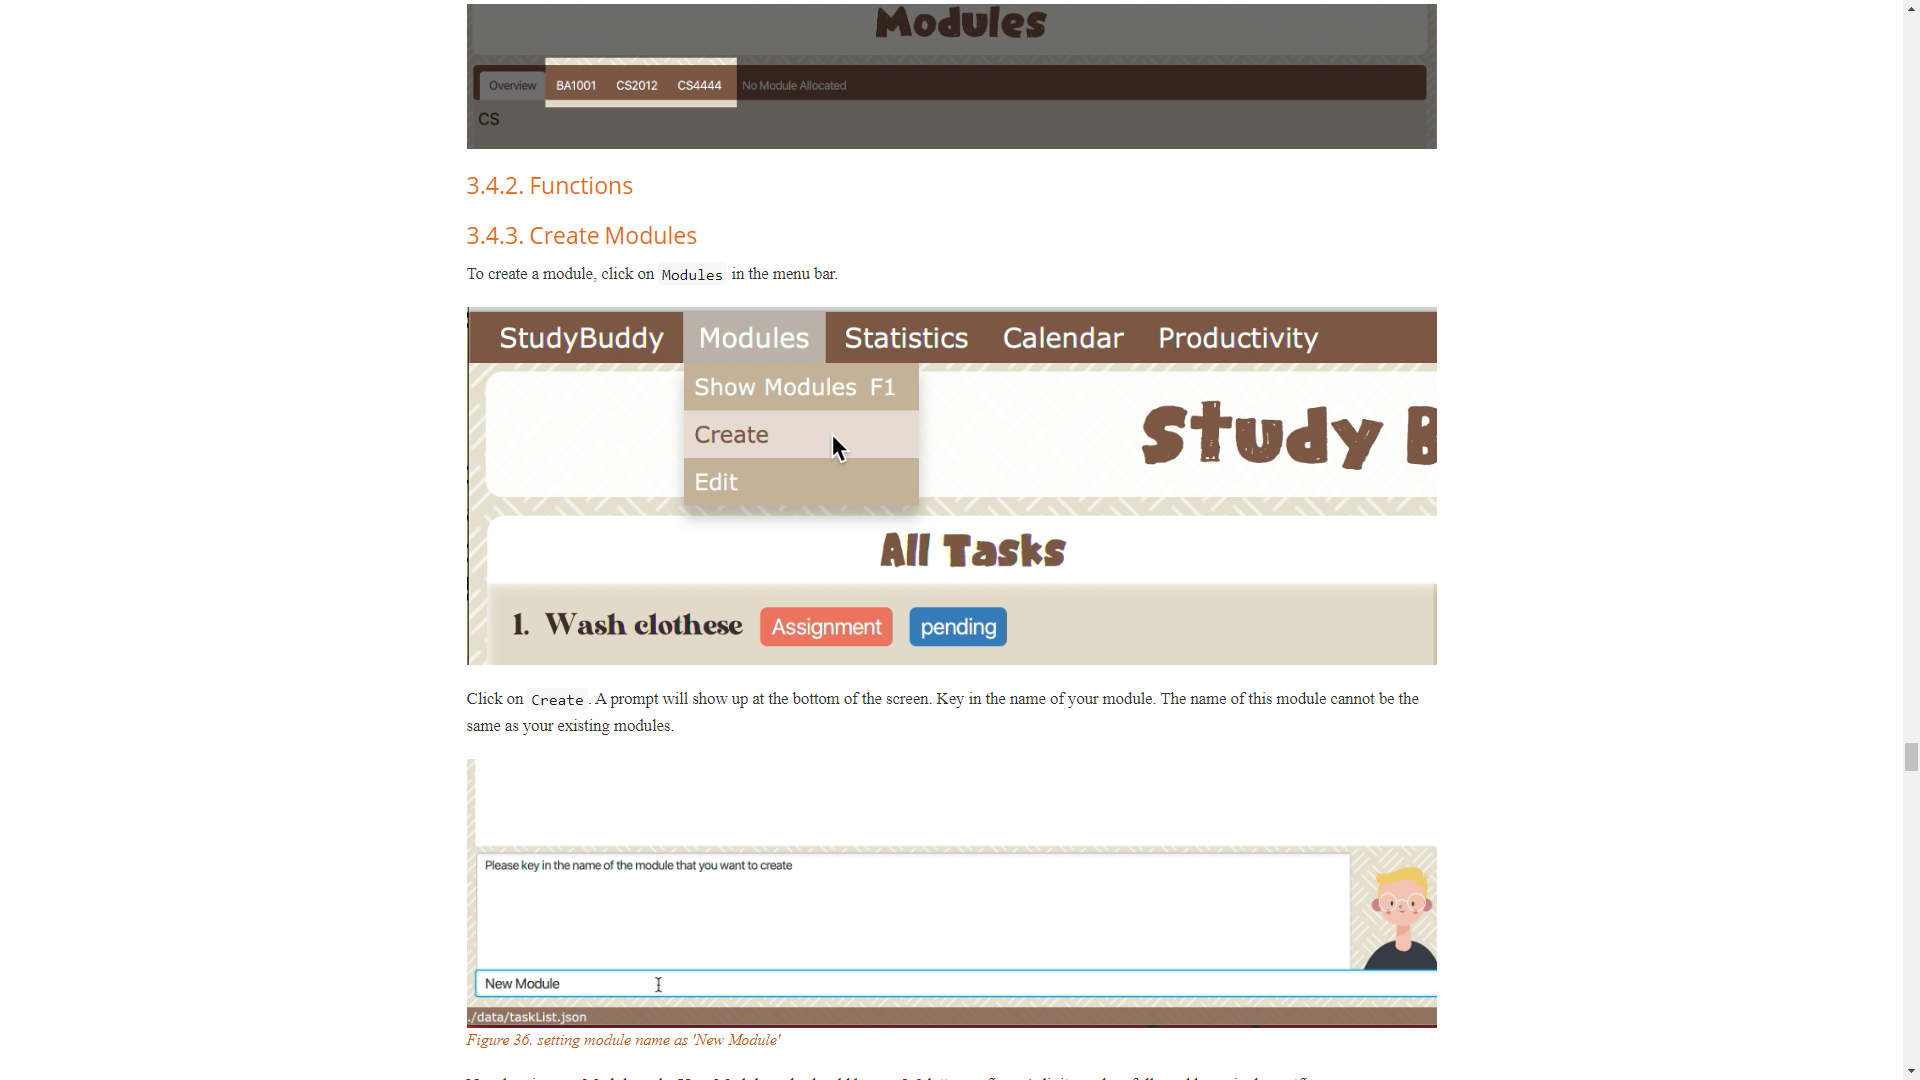 Modules
Overview BA1001 CS2012 CS4444 No Module Allocated
CS
3.4.2. Functions
3.4.3. Create Modules
To create a module, click on Modules in the menu bar.
StudyBuddy Modules Statistics Calendar Productivity
Show Modules F1
Create
Edit
Study B
All Tasks
1. Wash clothese Assignment pending
Click on Create . A prompt will show up at the bottom of the screen. Key in the name of your module. The name of this module cannot be the
same as your existing modules.
Please key in the name of the module that you want to create
New Module
./data/taskList.json
Figure 36. setting module name as 'New Module'